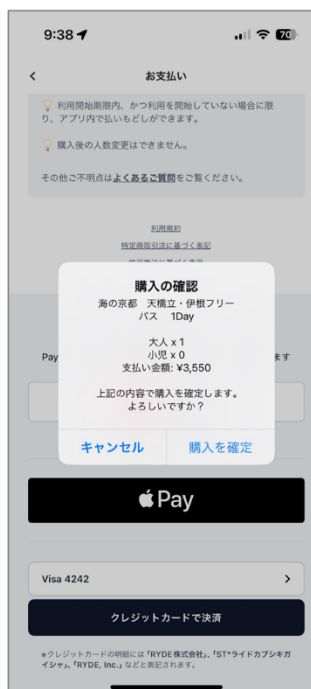 9:38
70
お支払い
💡 利用開始期限内、かつ利用を開始していない場合に限
り、アプリ内で払いもどしができます。
💡 購入後の人数変更はできません。
その他ご不明点はよくあるご質問をご覧ください。
利用規約
特定商取引法に基づく表記
購入の確認
海の京都 天橋立・伊根フリー
パス 1Day
大人 x 1
小児 x 0
支払い金額: ¥3,550
Pay
ます
上記の内容で購入を確定します。
よろしいですか？
キャンセル 購入を確定
Pay
Visa 4242
クレジットカードで決済
※クレジットカードの明細には「RYDE株式会社」、「ST*ライドカブシキガ
イシャ」、「RYDE, Inc.」などと表記されます。